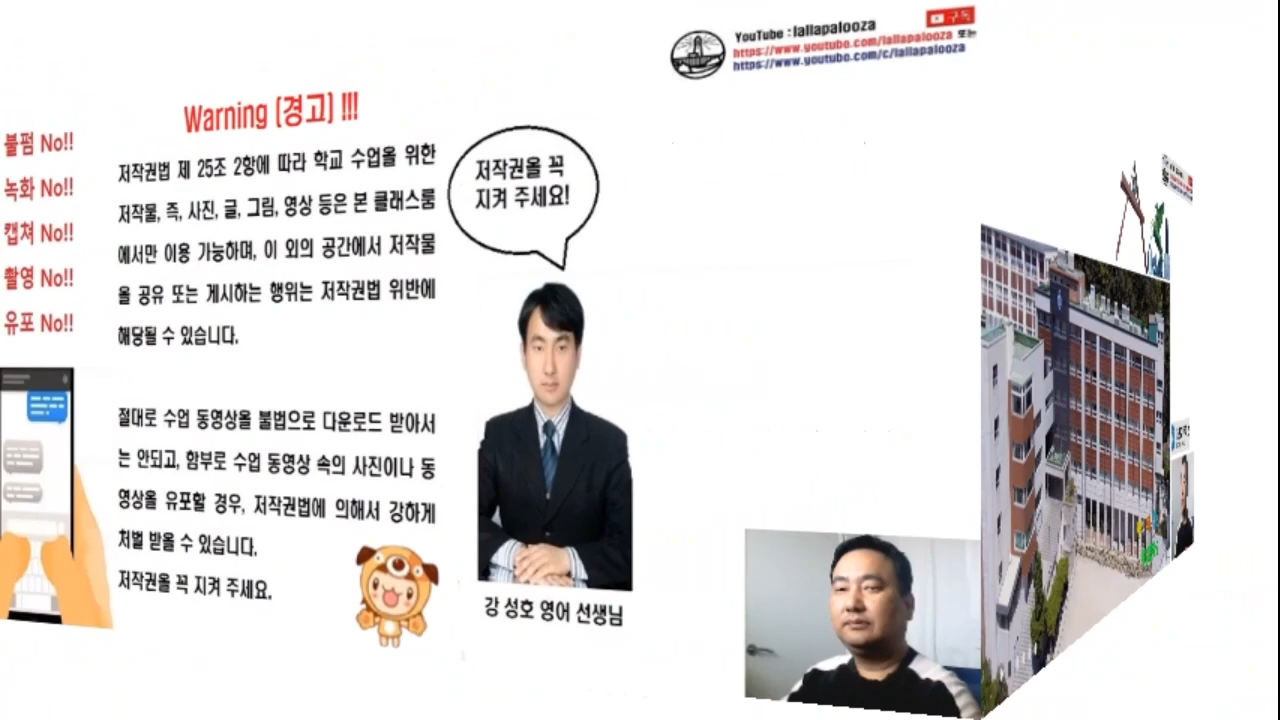 YouTube : lallapalooza
구독
https://www.youtube.com/lallapalooza 또는
https://www.youtube.com/c/lallapalooza
불펌 No!!
녹화 No!!
캡쳐 No!!
촬영 No!!
유포 No!!
Warning (경고) !!!
저작권법 제 25조 2항에 따라 학교 수업을 위한
저작물, 즉, 사진, 글, 그림, 영상 등은 본 클래스룸
에서만 이용 가능하며, 이 외의 공간에서 저작물
을 공유 또는 게시하는 행위는 저작권법 위반에
해당될 수 있습니다.
절대로 수업 동영상을 불법으로 다운로드 받아서
는 안되고, 함부로 수업 동영상 속의 사진이나 동
영상을 유포할 경우, 저작권법에 의해서 강하게
처벌 받을 수 있습니다.
저작권을 꼭 지켜 주세요.
저작권을 꼭
지켜 주세요!
강 성호 영어 선생님